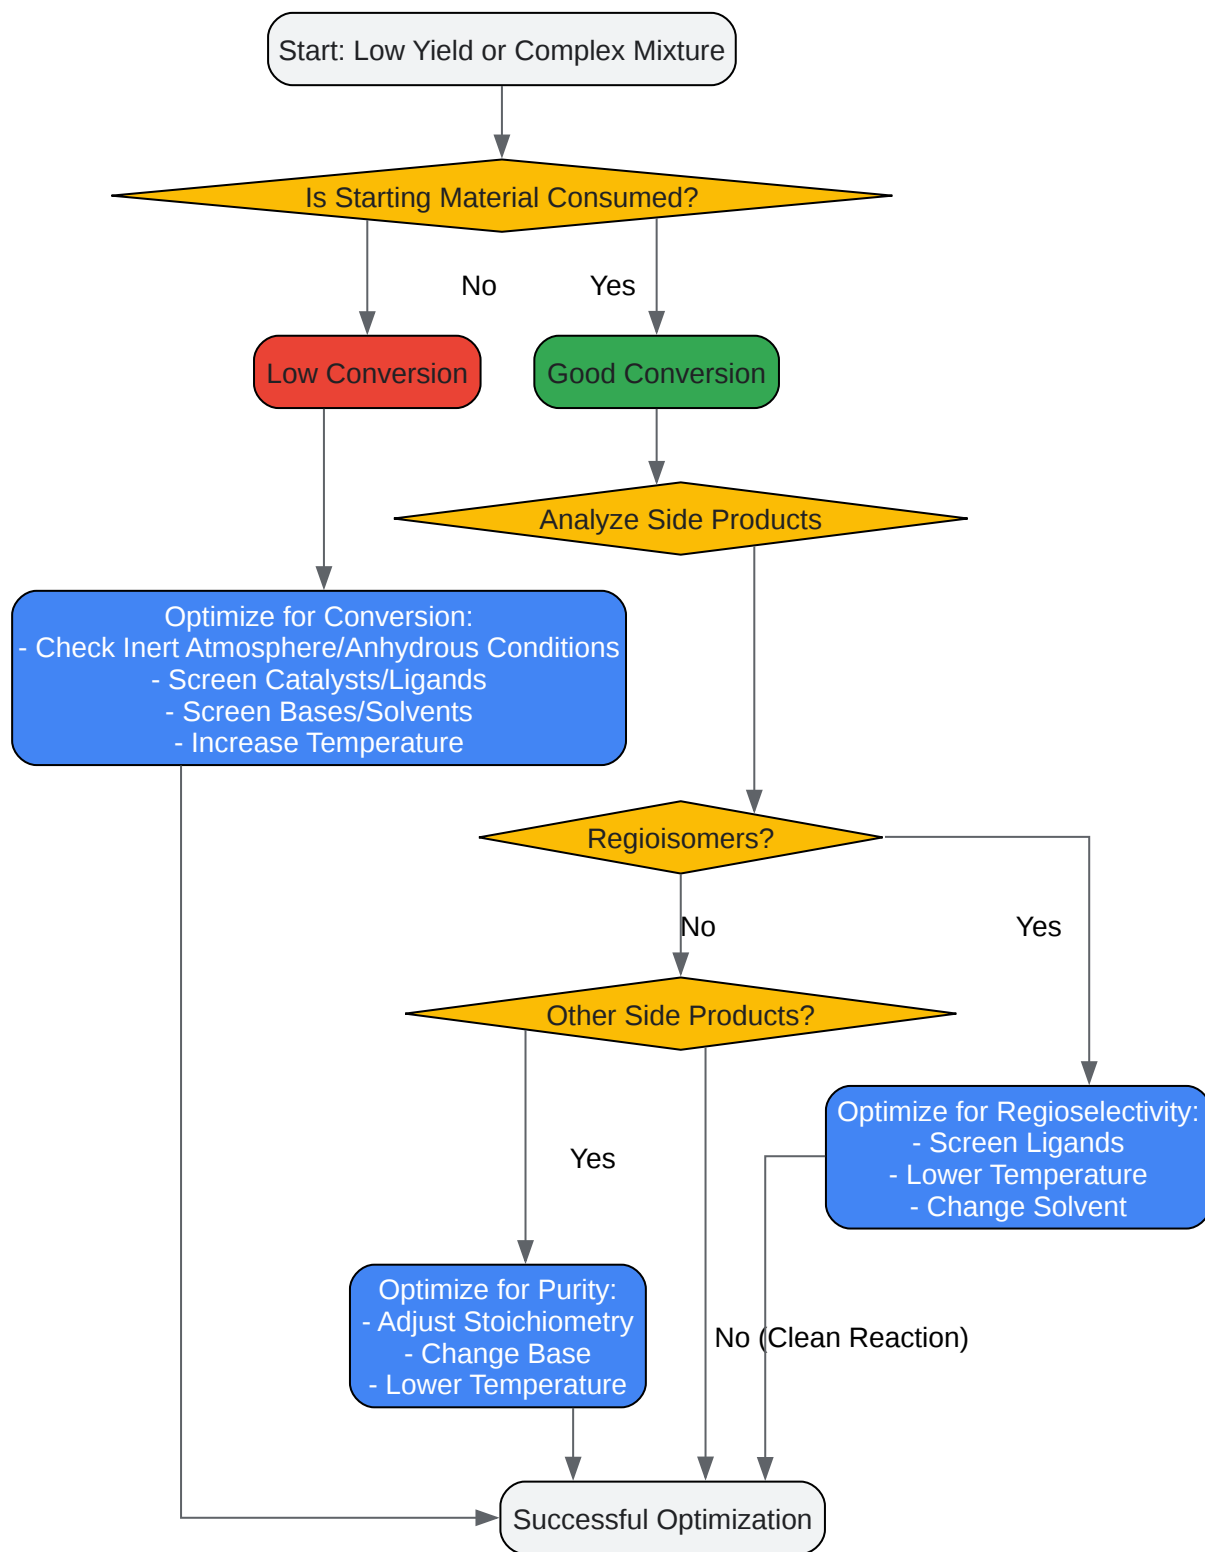 Start: Low Yield or Complex Mixture
Is Starting Material Consumed?
No
Yes
Low Conversion
Good Conversion
Analyze Side Products
Optimize for Conversion:
- Check Inert Atmosphere/Anhydrous Conditions
- Screen Catalysts/Ligands
- Screen Bases/Solvents
- Increase Temperature
Regioisomers?
No
Yes
Other Side Products?
Optimize for Regioselectivity:
- Screen Ligands
- Lower Temperature
- Change Solvent
Yes
Optimize for Purity:
- Adjust Stoichiometry
- Change Base
- Lower Temperature
No (Clean Reaction)
Successful Optimization